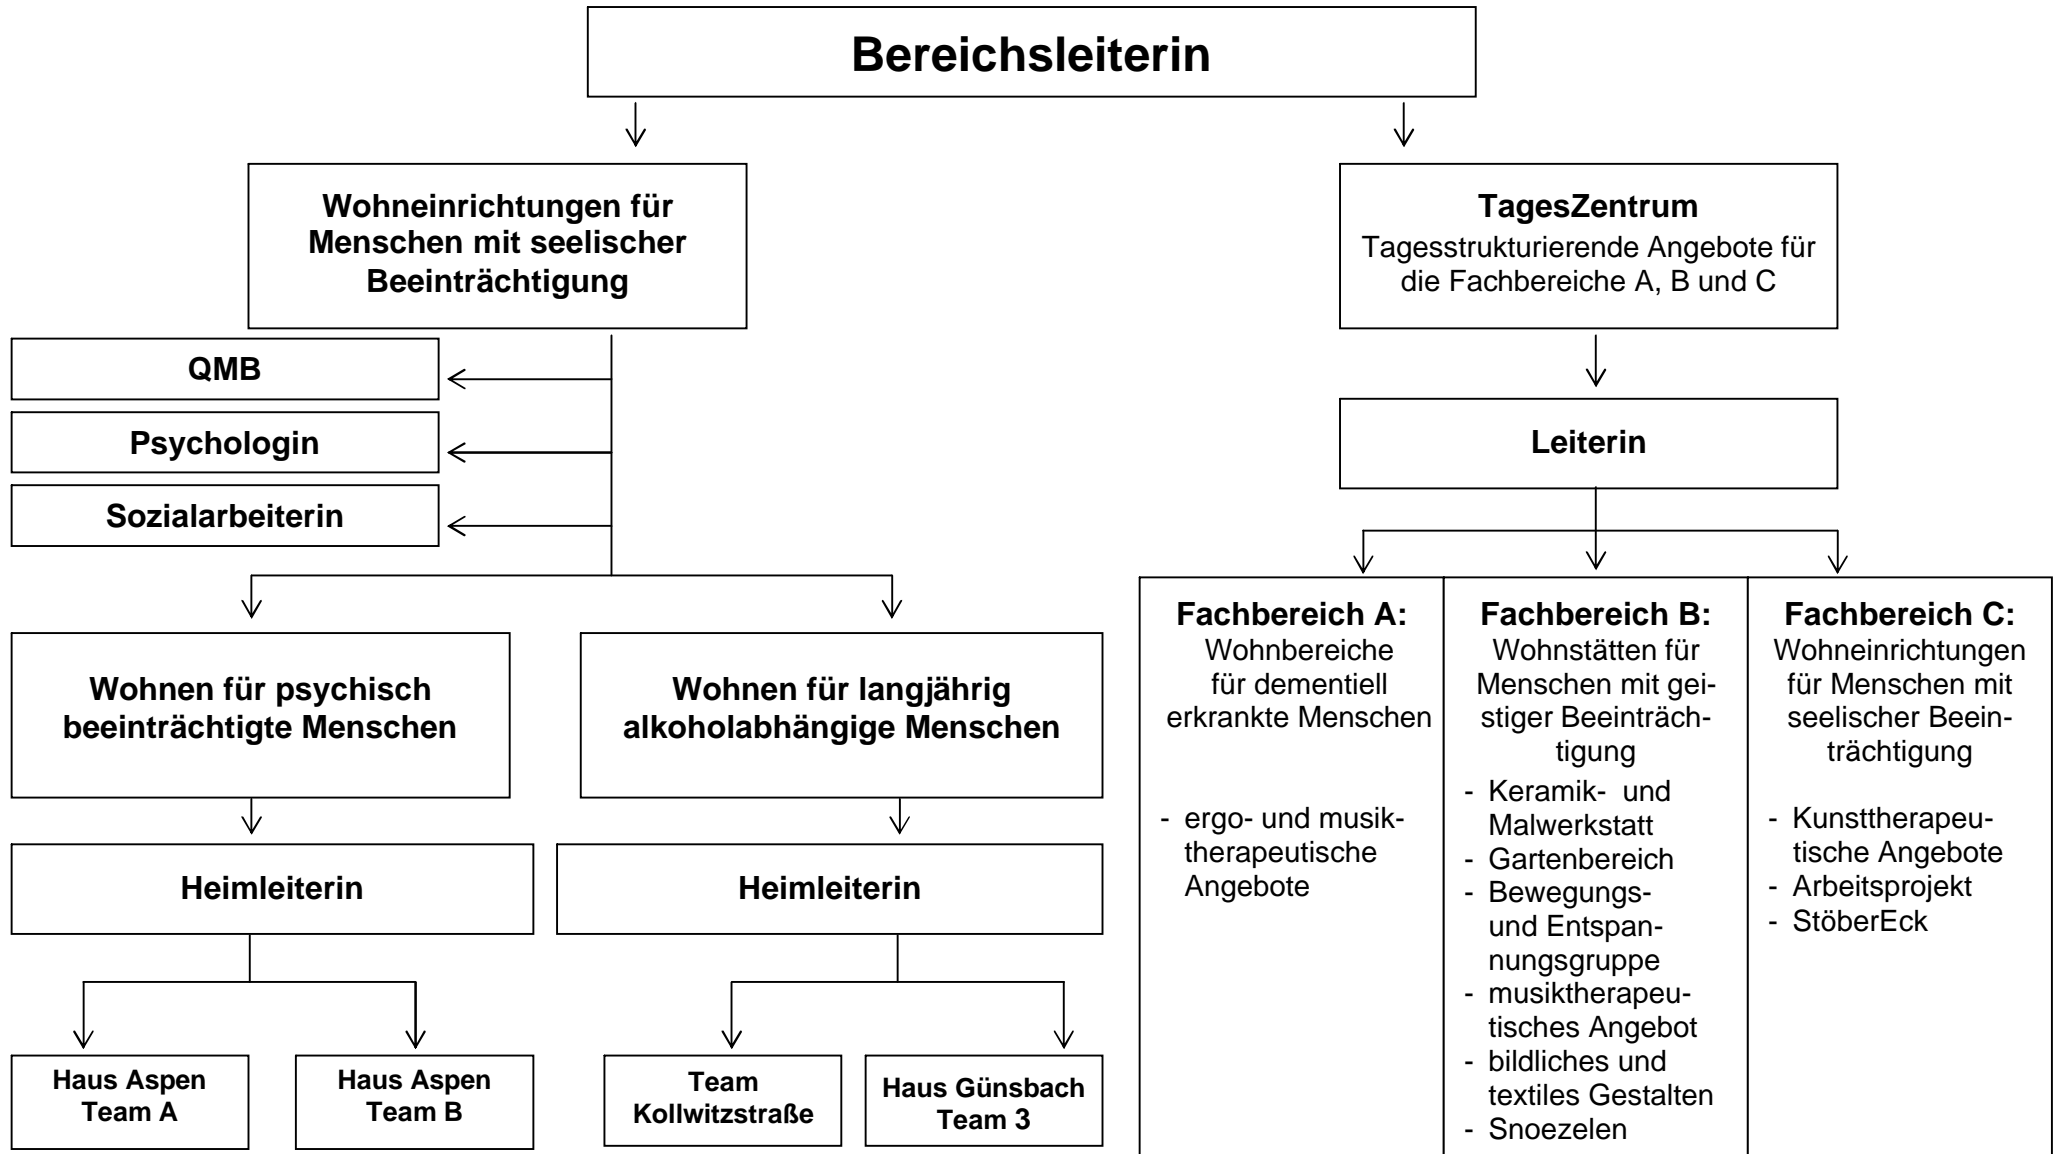 Bereichsleiterin
Wohneinrichtungen für
Menschen mit seelischer
Beeinträchtigung
TagesZentrum
Tagesstrukturierende Angebote für
die Fachbereiche A, B und C
QMB
Psychologin
Sozialarbeiterin
Leiterin
Wohnen für psychisch
beeinträchtigte Menschen
Wohnen für langjährig
alkoholabhängige Menschen
Heimleiterin
Heimleiterin
Haus Aspen
Team A
Haus Aspen
Team B
Team
Kollwitzstraße
Haus Günsbach
Team 3
Fachbereich A:
Wohnbereiche
für dementiell
erkrankte Menschen
- ergo- und musik-
therapeutische
Angebote
Fachbereich B:
Wohnstätten für
Menschen mit gei-
stiger Beeinträch-
tigung
- Keramik- und
Malwerkstatt
- Gartenbereich
- Bewegungs-
und Entspan-
nungsgruppe
- musiktherapeu-
tisches Angebot
- bildliches und
textiles Gestalten
- Snoezelen
Fachbereich C:
Wohneinrichtungen
für Menschen mit
seelischer Beein-
trächtigung
- Kunsttherapeu-
tische Angebote
- Arbeitsprojekt
- StöberEck